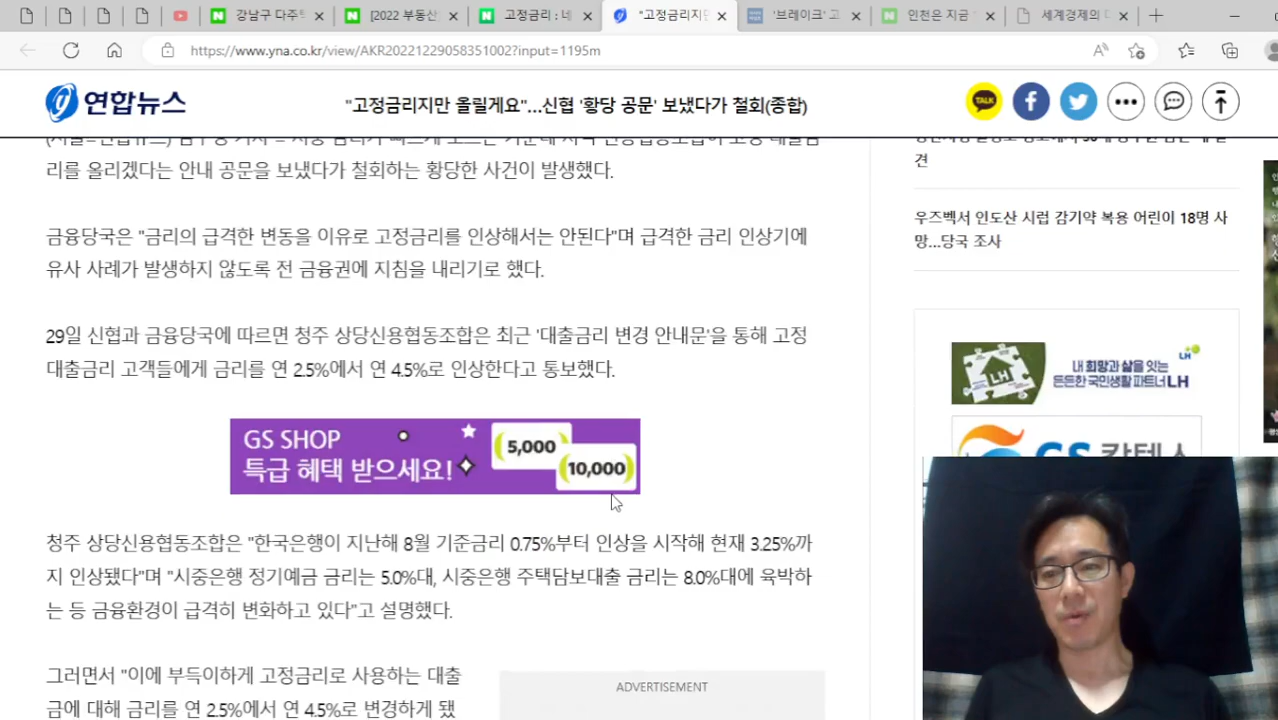 강남구 다주택
[2022 부동산
고정금리 : 네
"고정금리지만
'브레이크' 고
인천은 지금
세계경제의 
https://www.yna.co.kr/view/AKR20221229058351002?input=1195m
연합뉴스
"고정금리지만 올릴게요"...신협 '황당 공문' 보냈다가 철회(종합)
TALK
리를 올리겠다는 안내 공문을 보냈다가 철회하는 황당한 사건이 발생했다.
금융당국은 "금리의 급격한 변동을 이유로 고정금리를 인상해서는 안된다"며 급격한 금리 인상기에
유사 사례가 발생하지 않도록 전 금융권에 지침을 내리기로 했다.
29일 신협과 금융당국에 따르면 청주 상당신용협동조합은 최근 '대출금리 변경 안내문'을 통해 고정
대출금리 고객들에게 금리를 연 2.5%에서 연 4.5%로 인상한다고 통보했다.
GS SHOP
특급 혜택 받으세요!
5,000
10,000
청주 상당신용협동조합은 "한국은행이 지난해 8월 기준금리 0.75%부터 인상을 시작해 현재 3.25%까
지 인상됐다"며 "시중은행 정기예금 금리는 5.0%대, 시중은행 주택담보대출 금리는 8.0%대에 육박하
는 등 금융환경이 급격히 변화하고 있다"고 설명했다.
그러면서 "이에 부득이하게 고정금리로 사용하는 대출
금에 대해 금리를 연 2.5%에서 연 4.5%로 변경하게 됐
ADVERTISEMENT
견
우즈벡서 인도산 시럽 감기약 복용 어린이 18명 사
망...당국 조사
내 희망과 삶을 잇는
든든한 국민생활 파트너 LH
LH
LH
GS 칼텍스